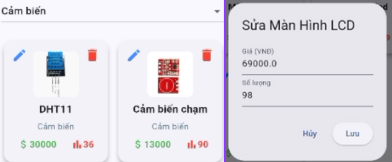 Cảm biến
DHT11
Cảm biến
$ 30000 36
Cảm biến chạm
Cảm biến
$ 13000 90
Sửa Màn Hình LCD
Giá (VND)
69000.0
Số lượng
98
Hủy Lưu